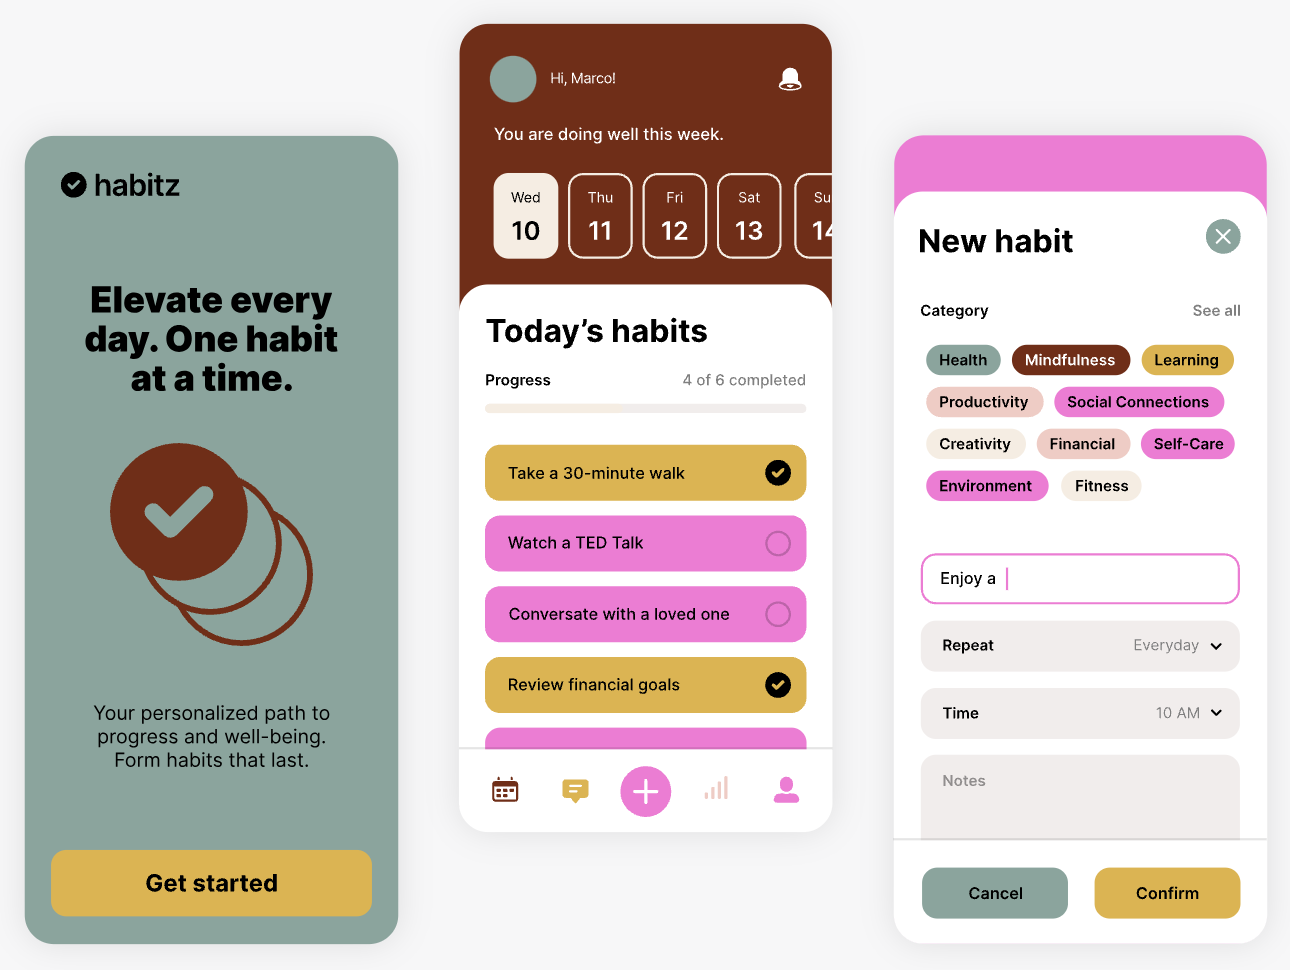 habitz
Elevate every
day. One habit
at a time.
Your personalized path to
progress and well-being.
Form habits that last.
Get started
Hi, Marco!
You are doing well this week.
Wed Thu Fri Sat Su
10 11 12 13 14
Today’s habits
Progress 4 of 6 completed
Take a 30-minute walk
Watch a TED Talk
Conversate with a loved one
Review financial goals
New habit
Category See all
Health Mindfulness Learning
Productivity Social Connections
Creativity Financial Self-Care
Environment Fitness
Enjoy a
Repeat Everyday
Time 10 AM
Notes
Cancel Confirm